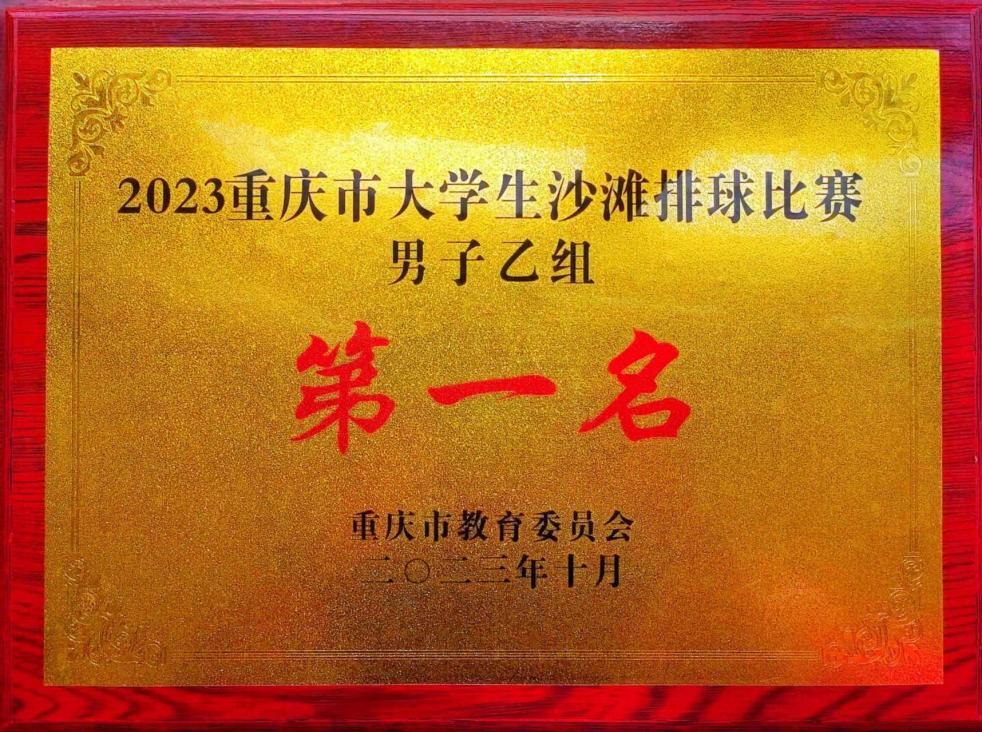 2023重庆市大学生沙滩排球比赛
男子乙组
第一名
重庆市教育委员会
二〇二三年十月